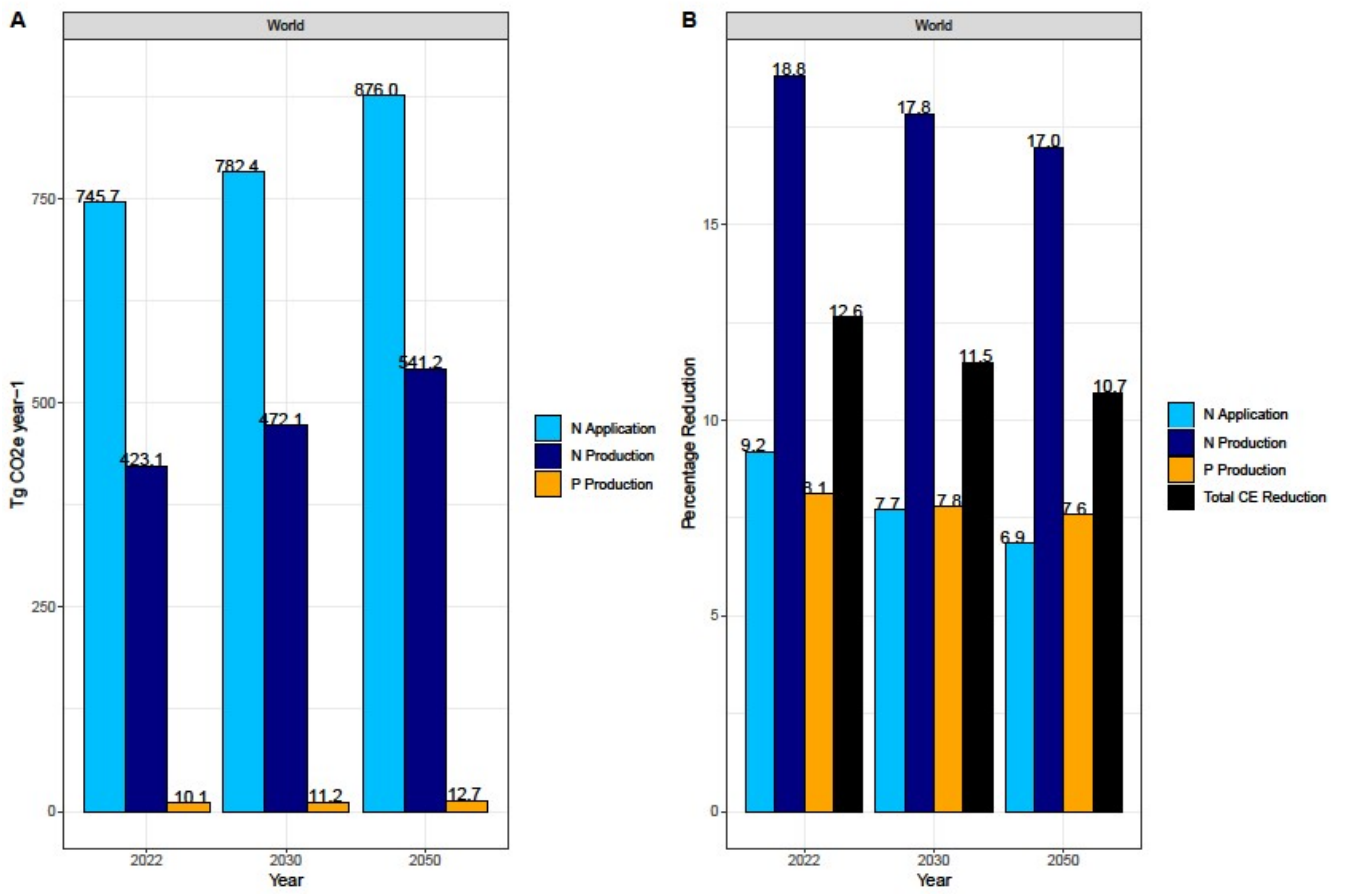 A
World
876.0
782.4
745.7
750
541.2
500
472.1
423.1
Tg CO2e year−1
250
10.1
11.2
12.7
0
2022
2030
2050
Year
N Application
N Production
P Production
B
World
18.8
17.8
17.0
15
12.6
11.5
10.7
10
9.2
8.1
7.7
7.8
7.6
6.9
Percentage Reduction
5
0
2022
2030
2050
Year
N Application
N Production
P Production
Total CE Reduction